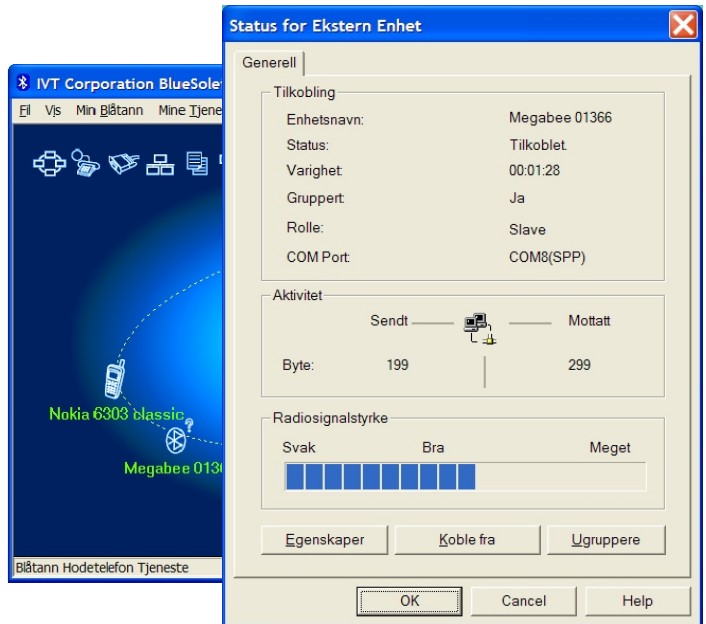 Status for Ekstern Enhet
Generell
Tilkobling
Enhetsnavn: Megabee 01366
Status: Tilkoblet.
Varighet: 00:01:28
Gruppert: Ja
Rolle: Slave
COM Port: COM8(SPP)
Aktivitet
Sendt Mottatt
Byte: 199 299
Radiosignalstyrke
Svak Bra Meget
Egenskaper Koble fra Ugruppere
OK Cancel Help
IVT Corporation BlueSole
Fil Vis Min Blåtann Mine Tjene
Nokia 6303 classic
?
Megabee 0136
Blåtann Hodetelefon Tjeneste